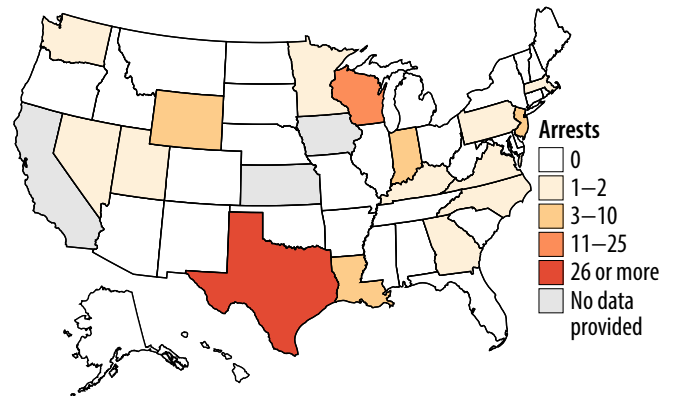 Arrests
0
1–2
3–10
11–25
26 or more
No data
provided